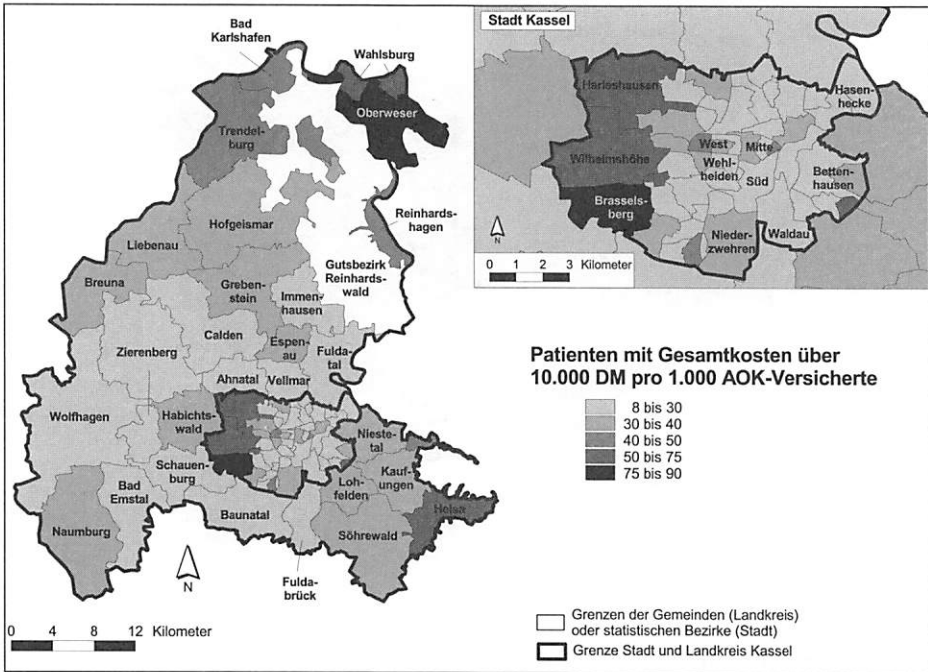 Bad
Karlshafen
Wahlsburg
Oberweser
Trendel-
burg
Reinhards-
hagen
Hofgeismar
Liebenau
Gutsbezirk
Reinhards-
wald
Breuna
Greben-
stein
Immen-
hausen
Calden
Zierenberg
Espen-
au
Fulda-
tal
Ahnatal
Vellmar
Wolfhagen
Habichts-
wald
Nieste-
tal
Schauen-
burg
Kauf-
ungen
Bad
Emstal
Loh-
felden
Helsa
Baunatal
Naumburg
Söhrewald
N
Fulda-
brück
0 4 8 12 Kilometer
Stadt Kassel
Harleshausen
Hasen-
hecke
West
Mitte
Wilhelmshöhe
Wehl-
heiden
Süd
Betten-
hausen
Brassels-
berg
Nieder-
zwehren
Waldau
N
0 1 2 3 Kilometer
Patienten mit Gesamtkosten über
10.000 DM pro 1.000 AOK-Versicherte
8 bis 30
30 bis 40
40 bis 50
50 bis 75
75 bis 90
Grenzen der Gemeinden (Landkreis)
oder statistischen Bezirke (Stadt)
Grenze Stadt und Landkreis Kassel